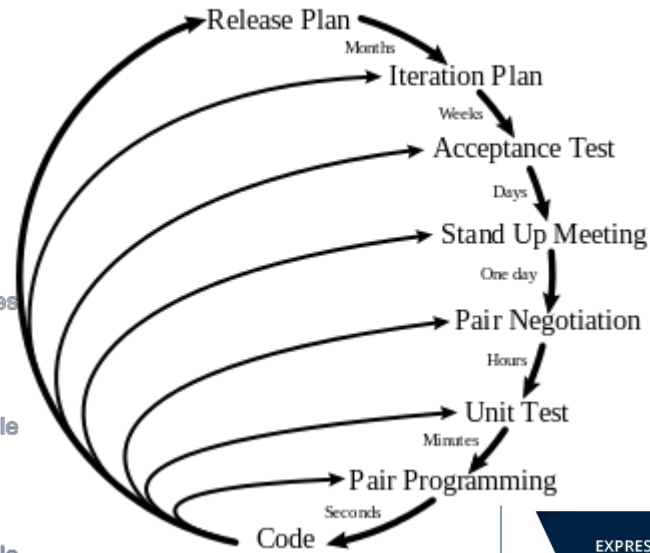 Release Plan
Months
Iteration Plan
Weeks
Acceptance Test
Days
Stand Up Meeting
One day
Pair Negotiation
Hours
Unit Test
Minutes
Pair Programming
Seconds
Code